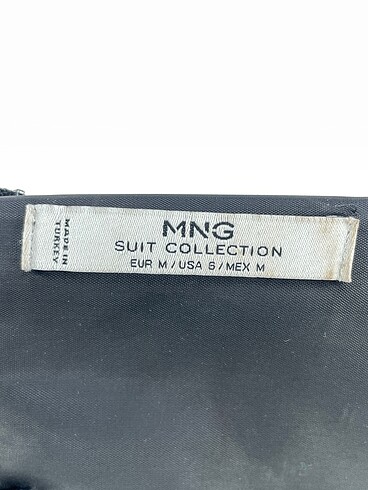 MADE IN
TURKEY
MNG
SUIT COLLECTION
EUR M / USA 6 / MEX M